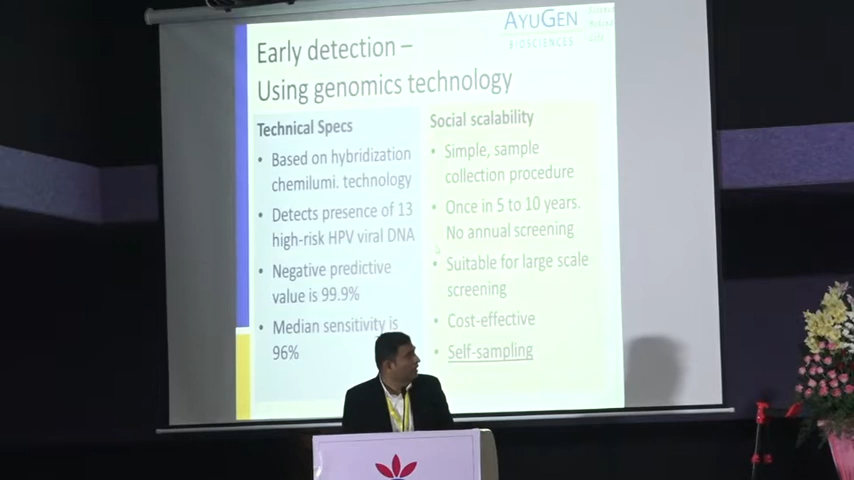 AYUGEN
BIOSCIENCES
Early detection –
Using genomics technology
Technical Specs
• Based on hybridization
chemilumi. technology
• Detects presence of 13
high-risk HPV viral DNA
• Negative predictive
value is 99.9%
• Median sensitivity is
96%
Social scalability
• Simple, sample
collection procedure
• Once in 5 to 10 years.
No annual screening
• Suitable for large scale
screening
• Cost-effective
• Self-sampling